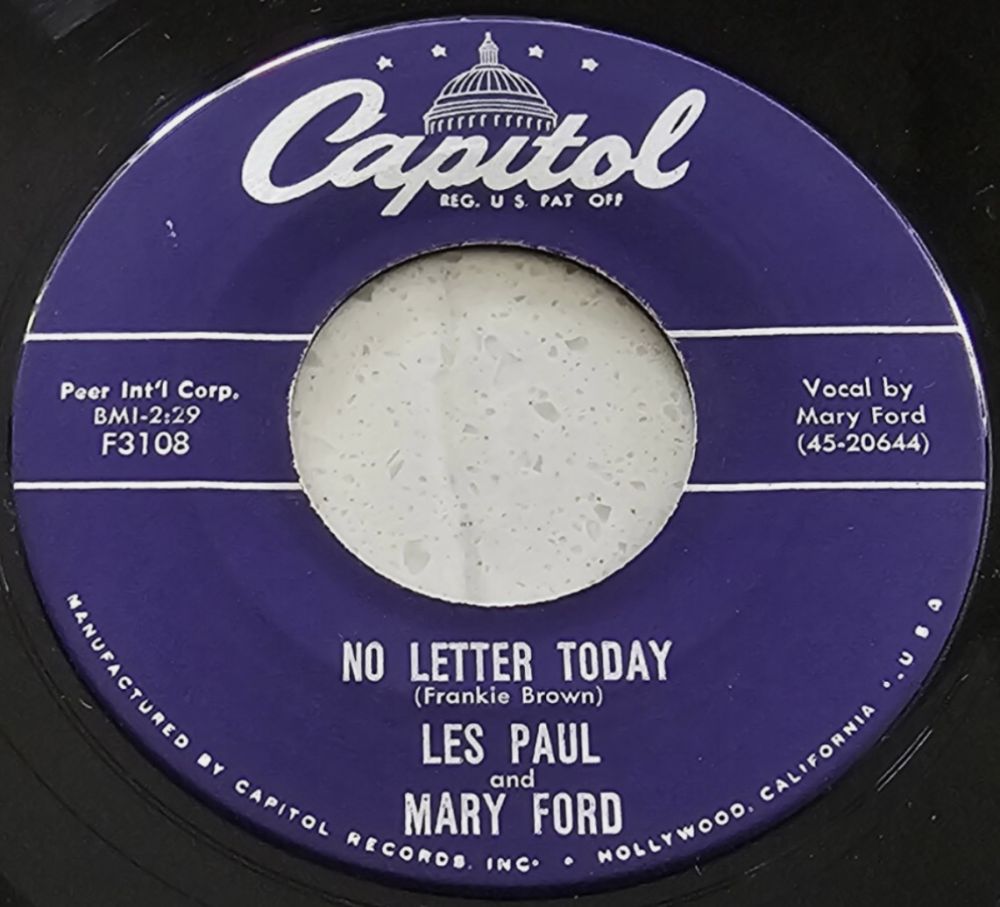 Capitol
REG. U.S. PAT. OFF.
Peer Int'l Corp.
BMI-2:29
F3108
Vocal by
Mary Ford
(45-20644)
NO LETTER TODAY
(Frankie Brown)
LES PAUL
and
MARY FORD
MANUFACTURED BY CAPITOL RECORDS, INC. • HOLLYWOOD, CALIFORNIA, U.S.A.